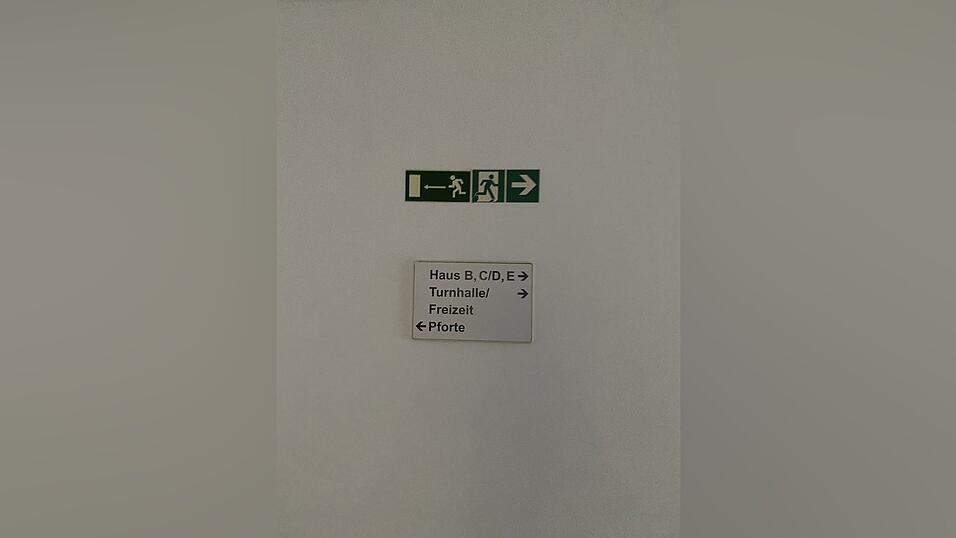 Haus B, C/D, E →
Turnhalle/ →
Freizeit
← Pforte